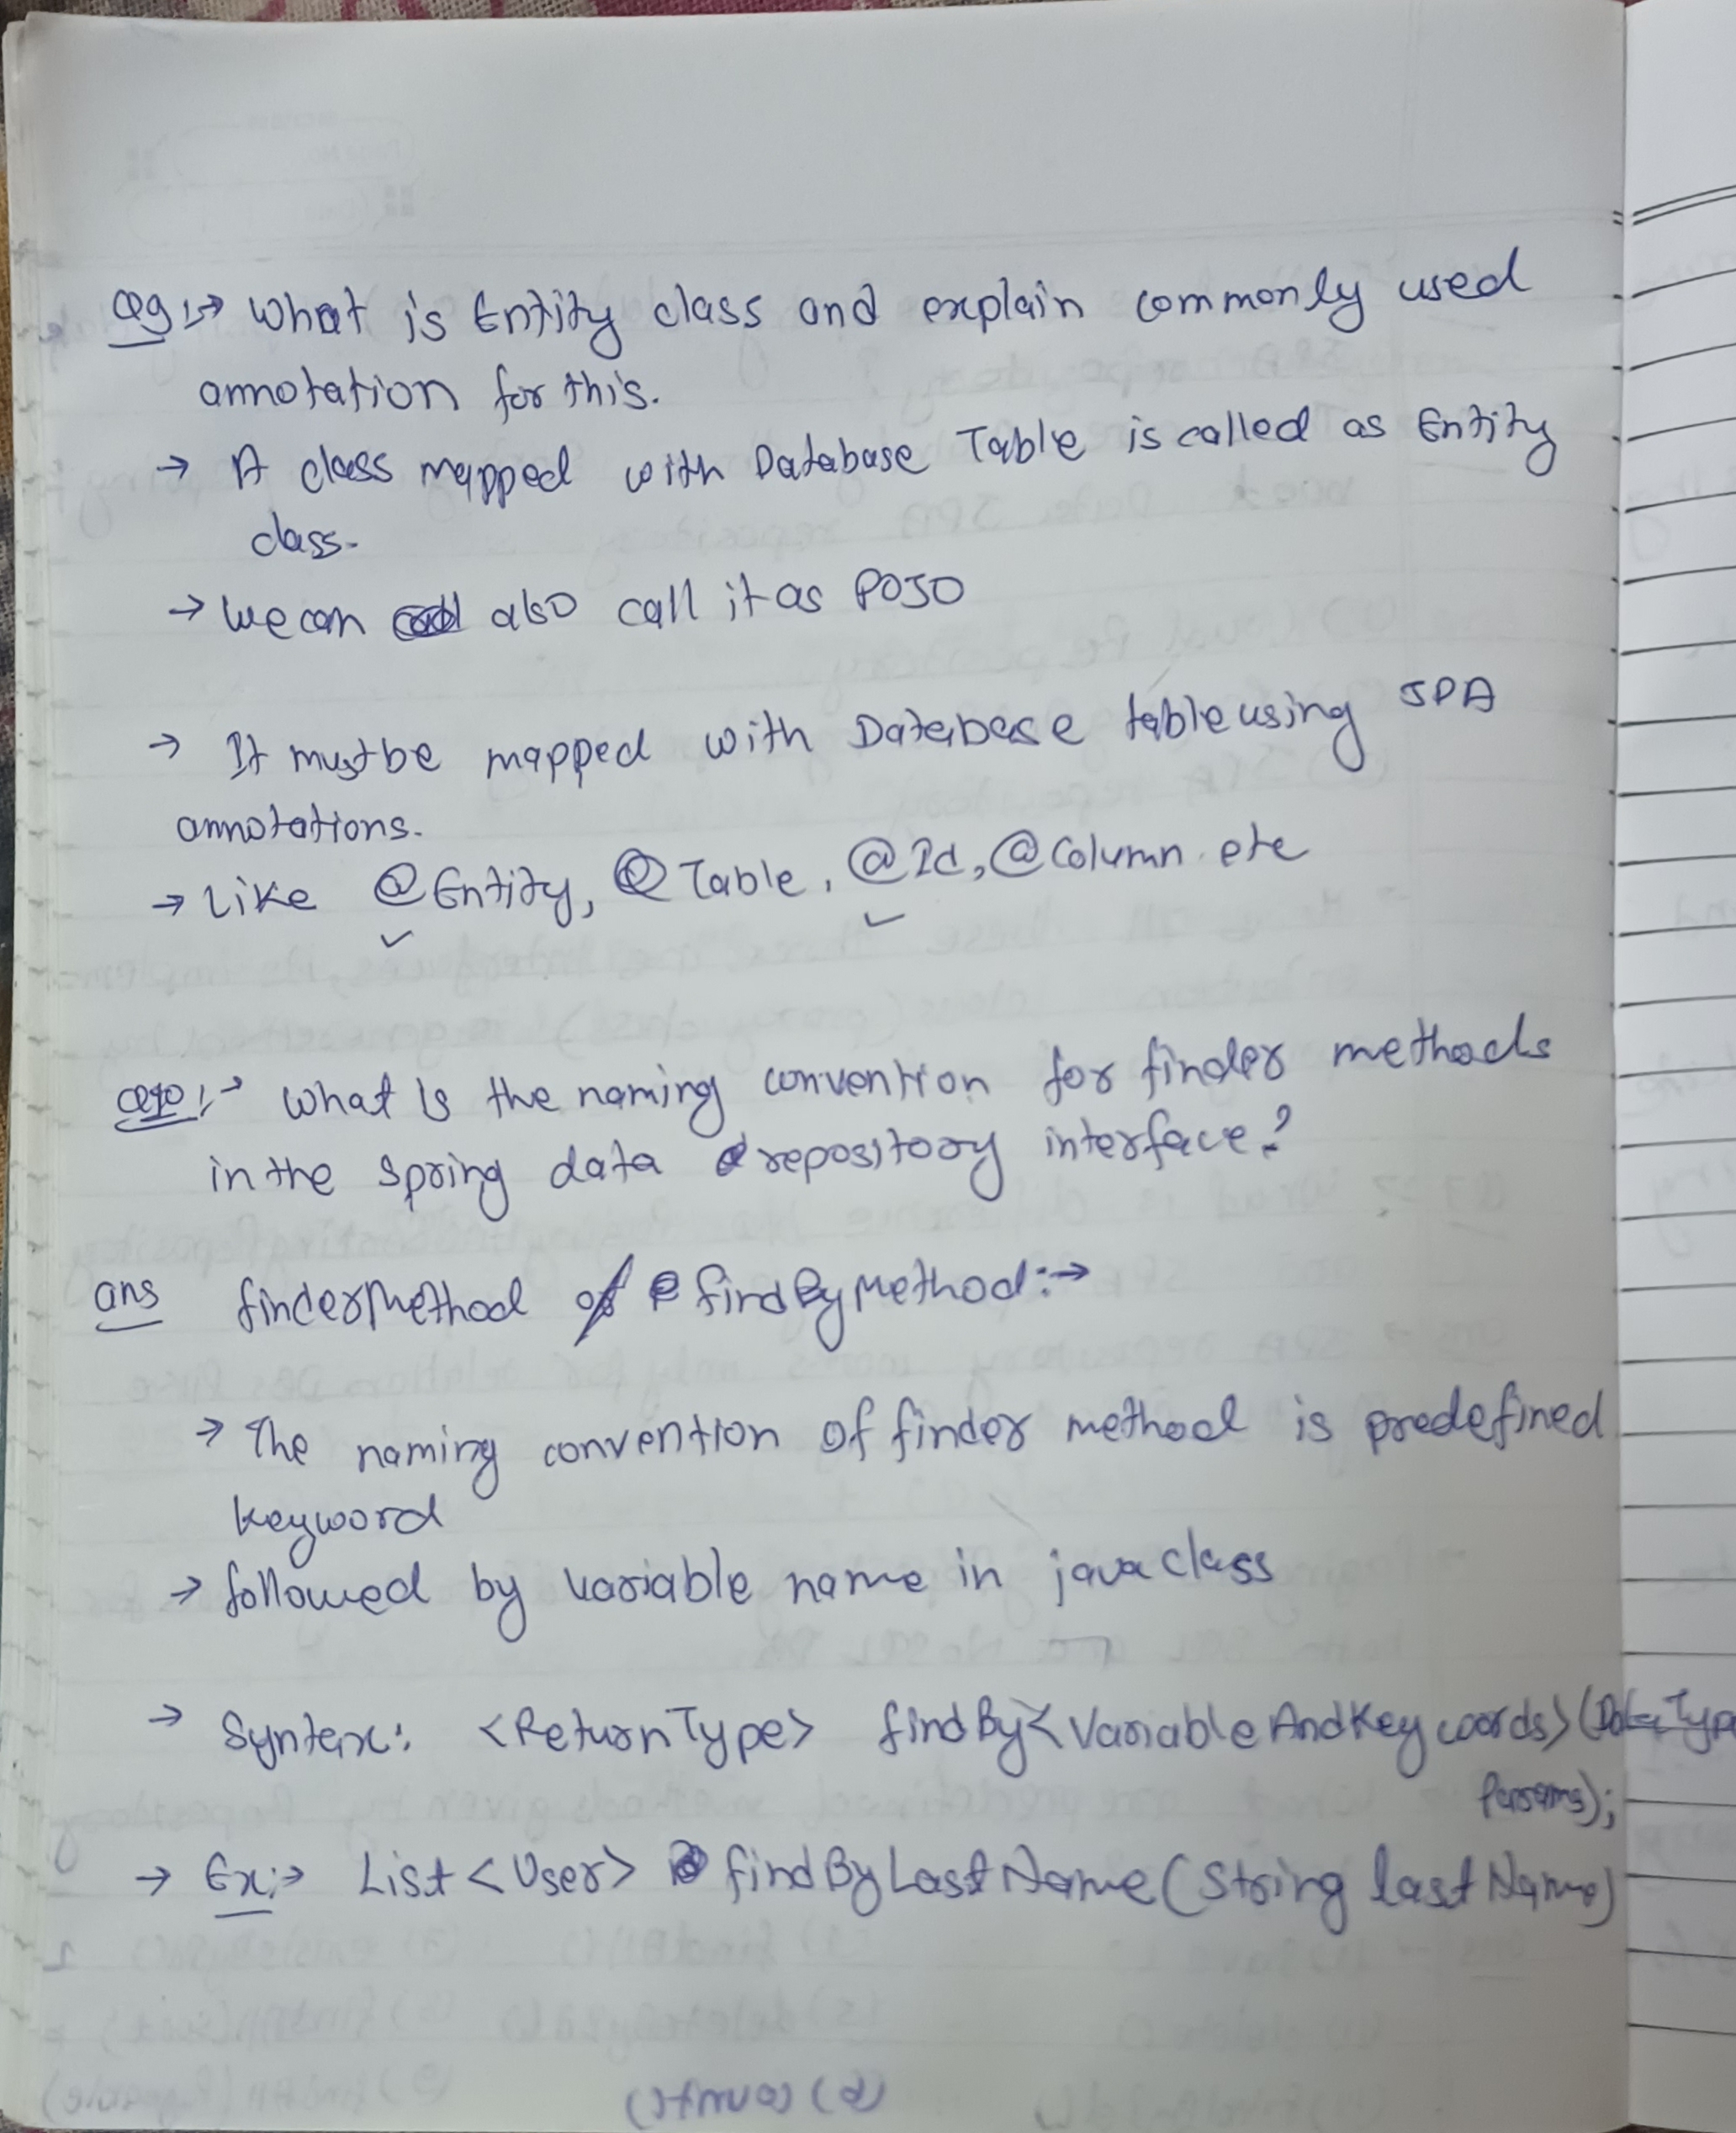 Q9:→ What is Entity class and explain commonly used
annotation for this.
→ A class mapped with Database Table is called as Entity
class.
→ We can also call it as POJO
→ It must be mapped with Database table using JPA
annotations.
→ Like @Entity, @Table, @Id, @Column. etc
Q10:→ What is the naming convention for finder methods
in the spring data repository interface?
ans finderMethod of findByMethod:→
→ The naming convention of finder method is predefined
keyword
→ followed by variable name in java class
→ Syntax: <ReturnType> findBy<VariableAndKeywords>(DataType
Params);
→ Ex:→ List<User> findByLastName(String lastName)